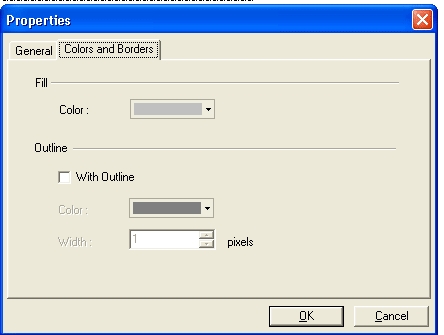 Properties
General Colors and Borders
Fill
Color :
Outline
With Outline
Color :
Width : 1 pixels
OK Cancel